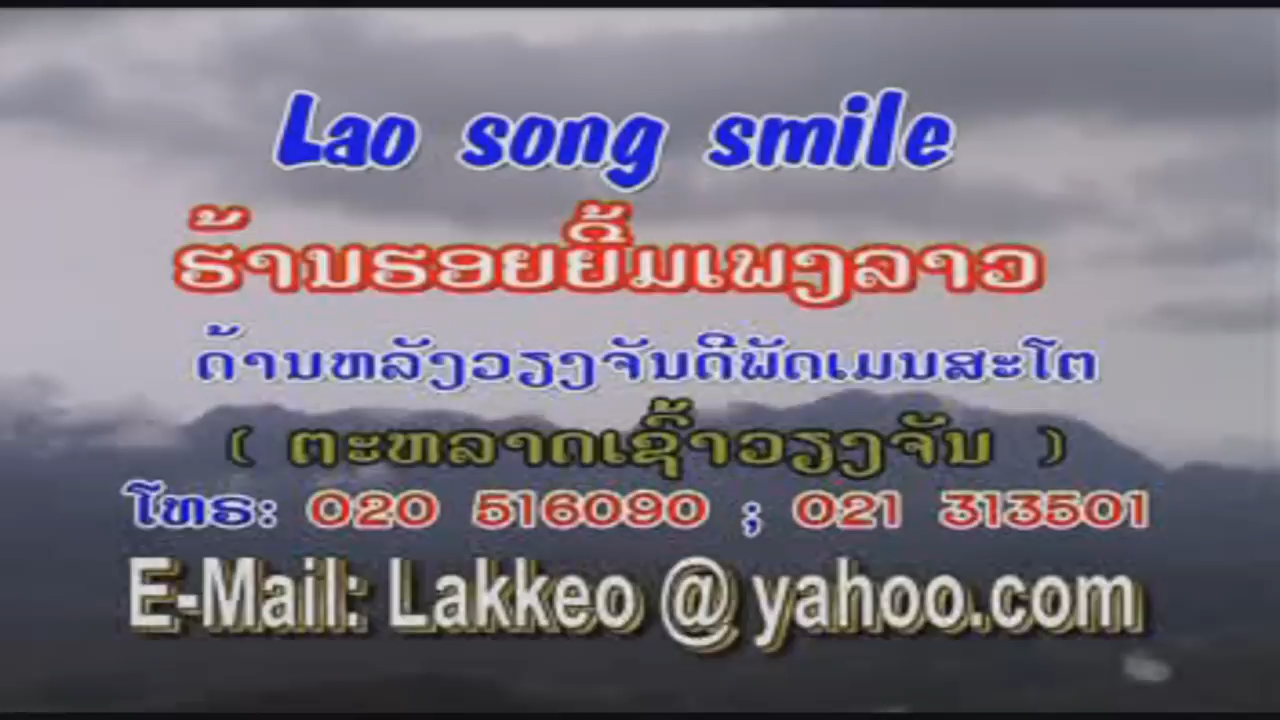 Lao song smile
ຮ້ານຮອຍຍິ້ມເພງລາວ
ດ້ານຫລັງວຽງຈັນດີພັດເມນສະໂຕ
( ຕະຫລາດເຊົ້າວຽງຈັນ )
ໂທຣ: 020 516090 ; 021 313501
E-Mail: Lakkeo @ yahoo.com